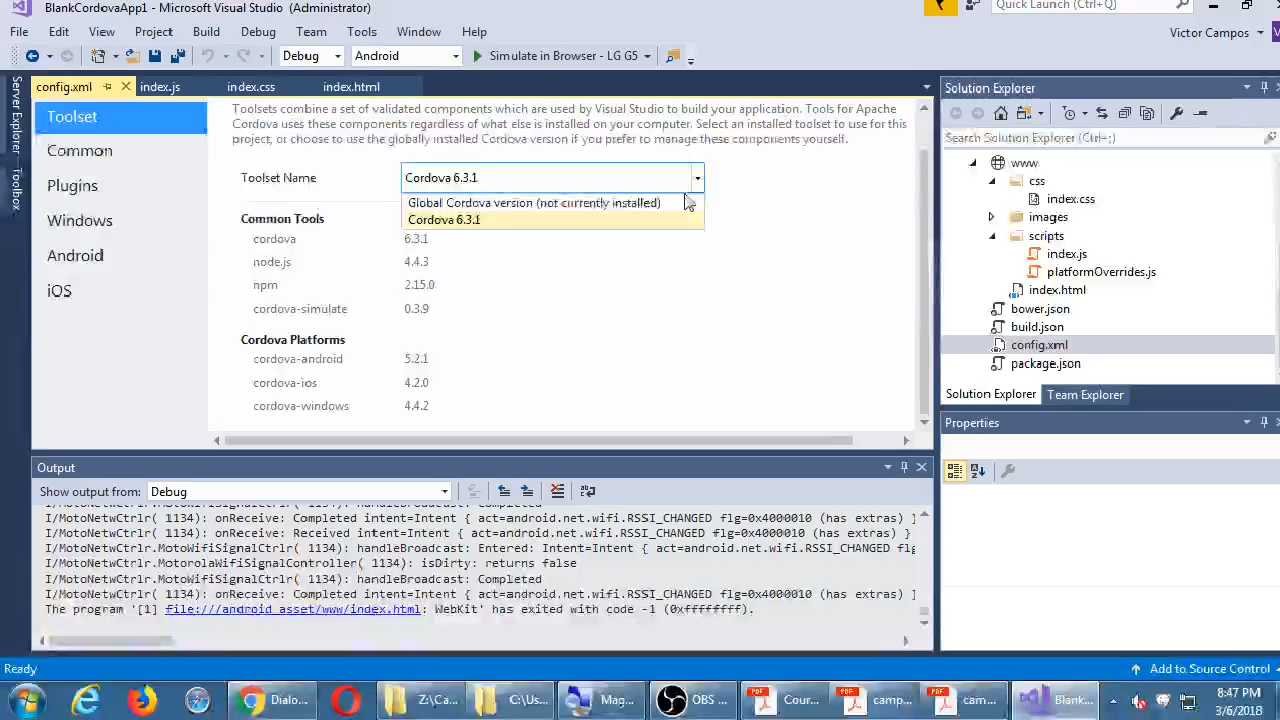 BlankCordovaApp1 - Microsoft Visual Studio (Administrator)
Quick Launch (Ctrl+Q)
File Edit View Project Build Debug Team Tools Window Help
Victor Campos
Debug Android Simulate in Browser - LG G5
Server Explorer
Toolbox
config.xml index.js index.css index.html
Toolset
Common
Plugins
Windows
Android
iOS
Toolsets combine a set of validated components which are used by Visual Studio to build your application. Tools for Apache
Cordova uses these components regardless of what else is installed on your computer. Select an installed toolset to use for this
project, or to use the globally installed Cordova version if you prefer to manage these components yourself.
Toolset Name Cordova 6.3.1
Global Cordova version (not currently installed)
Cordova 6.3.1
Common Tools
cordova 6.3.1
node.js 4.4.3
npm 2.15.0
cordova-simulate 0.3.9
Cordova Platforms
cordova-android 5.2.1
cordova-ios 4.2.0
cordova-windows 4.4.2
Solution Explorer
Search Solution Explorer (Ctrl+;)
www
css
index.css
images
scripts
index.js
platformOverrides.js
index.html
bower.json
build.json
config.xml
package.json
Solution Explorer Team Explorer
Properties
Output
Show output from: Debug
I/MotoNetwCtrlr( 1134): onReceive: Completed intent=Intent { act=android.net.wifi.RSSI_CHANGED flg=0x4000010 (has extras) }
I/MotoNetwCtrlr( 1134): onReceive: Received intent=Intent { act=android.net.wifi.RSSI_CHANGED flg=0x4000010 (has extras) }
I/MotoNetwCtrlr.MotoWifiSignalCtrlr( 1134): handleBroadcast: Entered: Intent=Intent { act=android.net.wifi.RSSI_CHANGED flg
I/MotoNetwCtrlr.MotorolaWifiSignalController( 1134): isDirty: returns false
I/MotoNetwCtrlr.MotoWifiSignalCtrlr( 1134): handleBroadcast: Completed
I/MotoNetwCtrlr( 1134): onReceive: Completed intent=Intent { act=android.net.wifi.RSSI_CHANGED flg=0x4000010 (has extras) }
The program '[1] file:///android_asset/www/index.html: WebKit' has exited with code -1 (0xffffffff).
Ready
Add to Source Control
Dialo... Z:\Ca... C:\Us... Mag... OBS ... Cour... camp... cam... Blank...
8:47 PM
3/6/2018